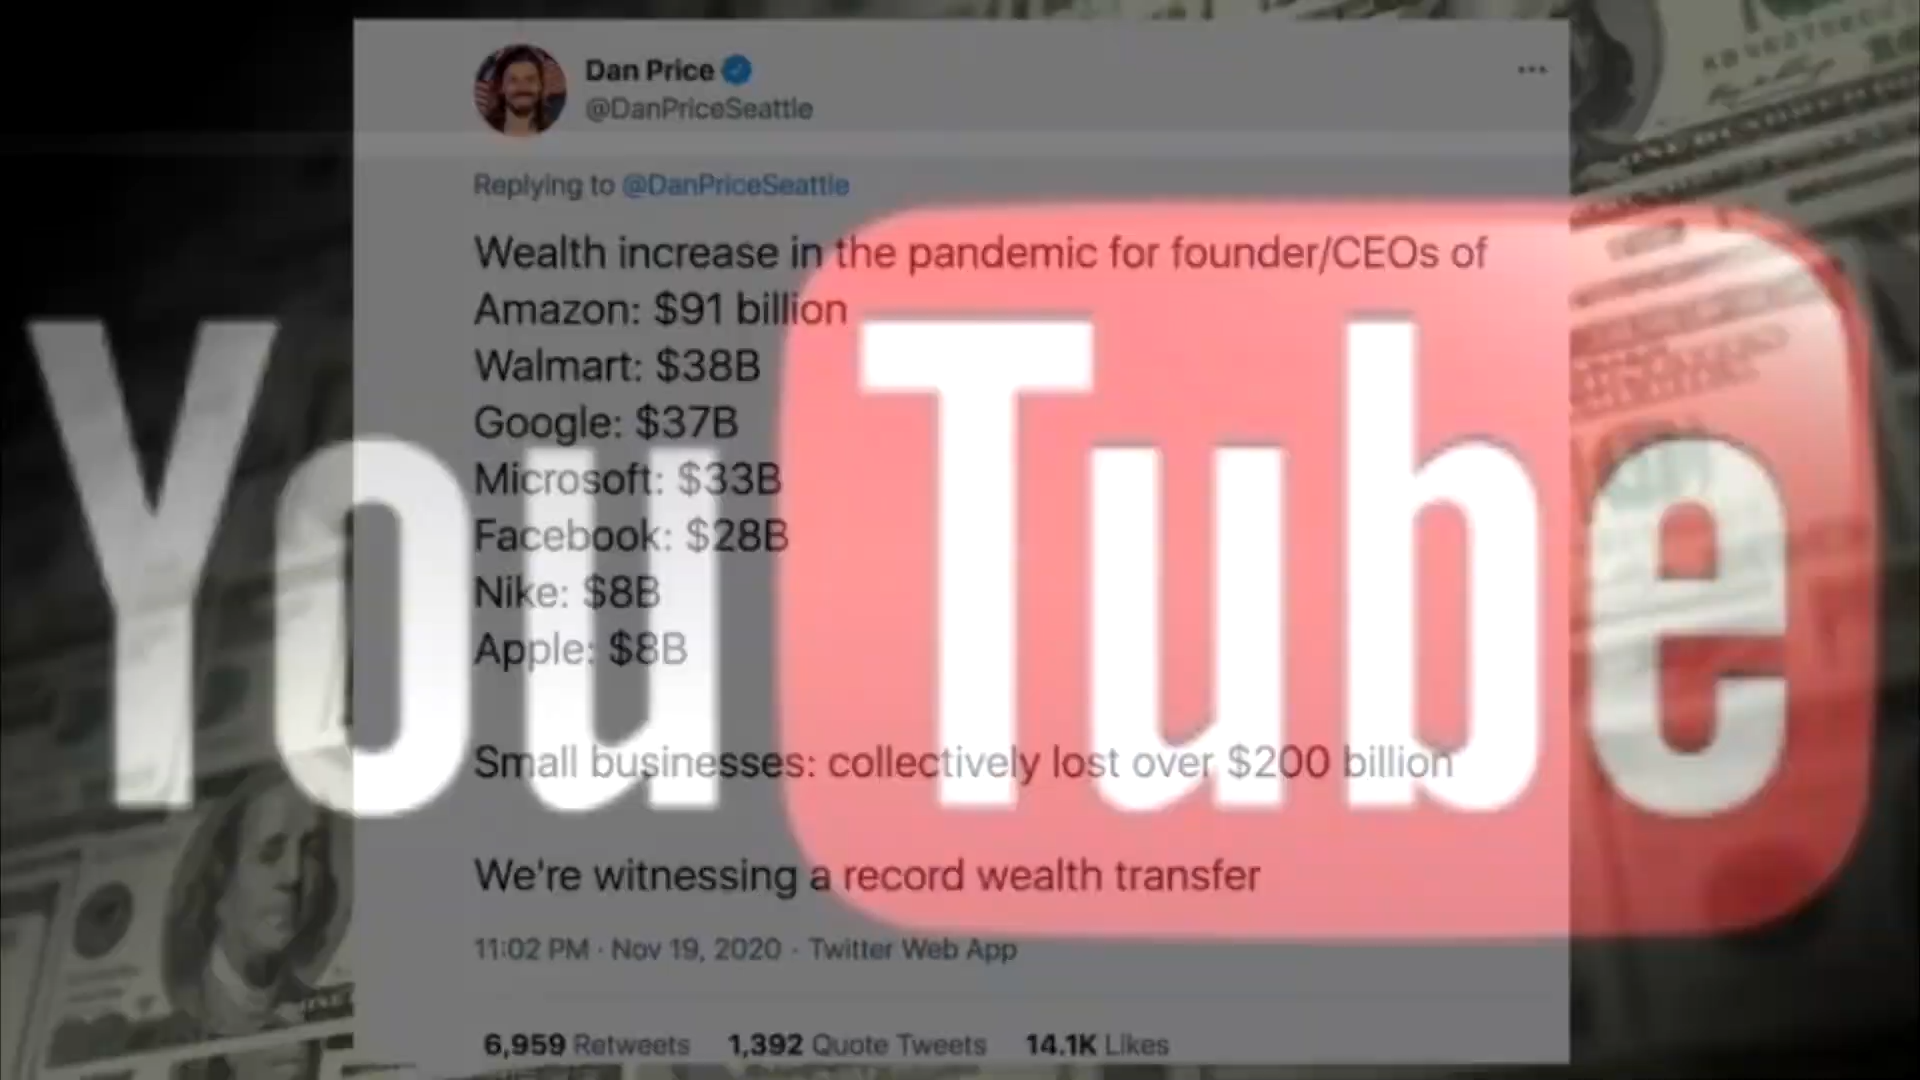 Dan Price
@DanPriceSeattle
Replying to @DanPriceSeattle
Wealth increase in the pandemic for founder/CEOs of
Amazon: $91 billion
Walmart: $38B
Google: $37B
Microsoft: $33B
Facebook: $28B
Nike: $8B
Apple: $8B
Small businesses: collectively lost over $200 billion
We're witnessing a record wealth transfer
11:02 PM · Nov 19, 2020 · Twitter Web App
6,959 Retweets 1,392 Quote Tweets 14.1K Likes
YouTube